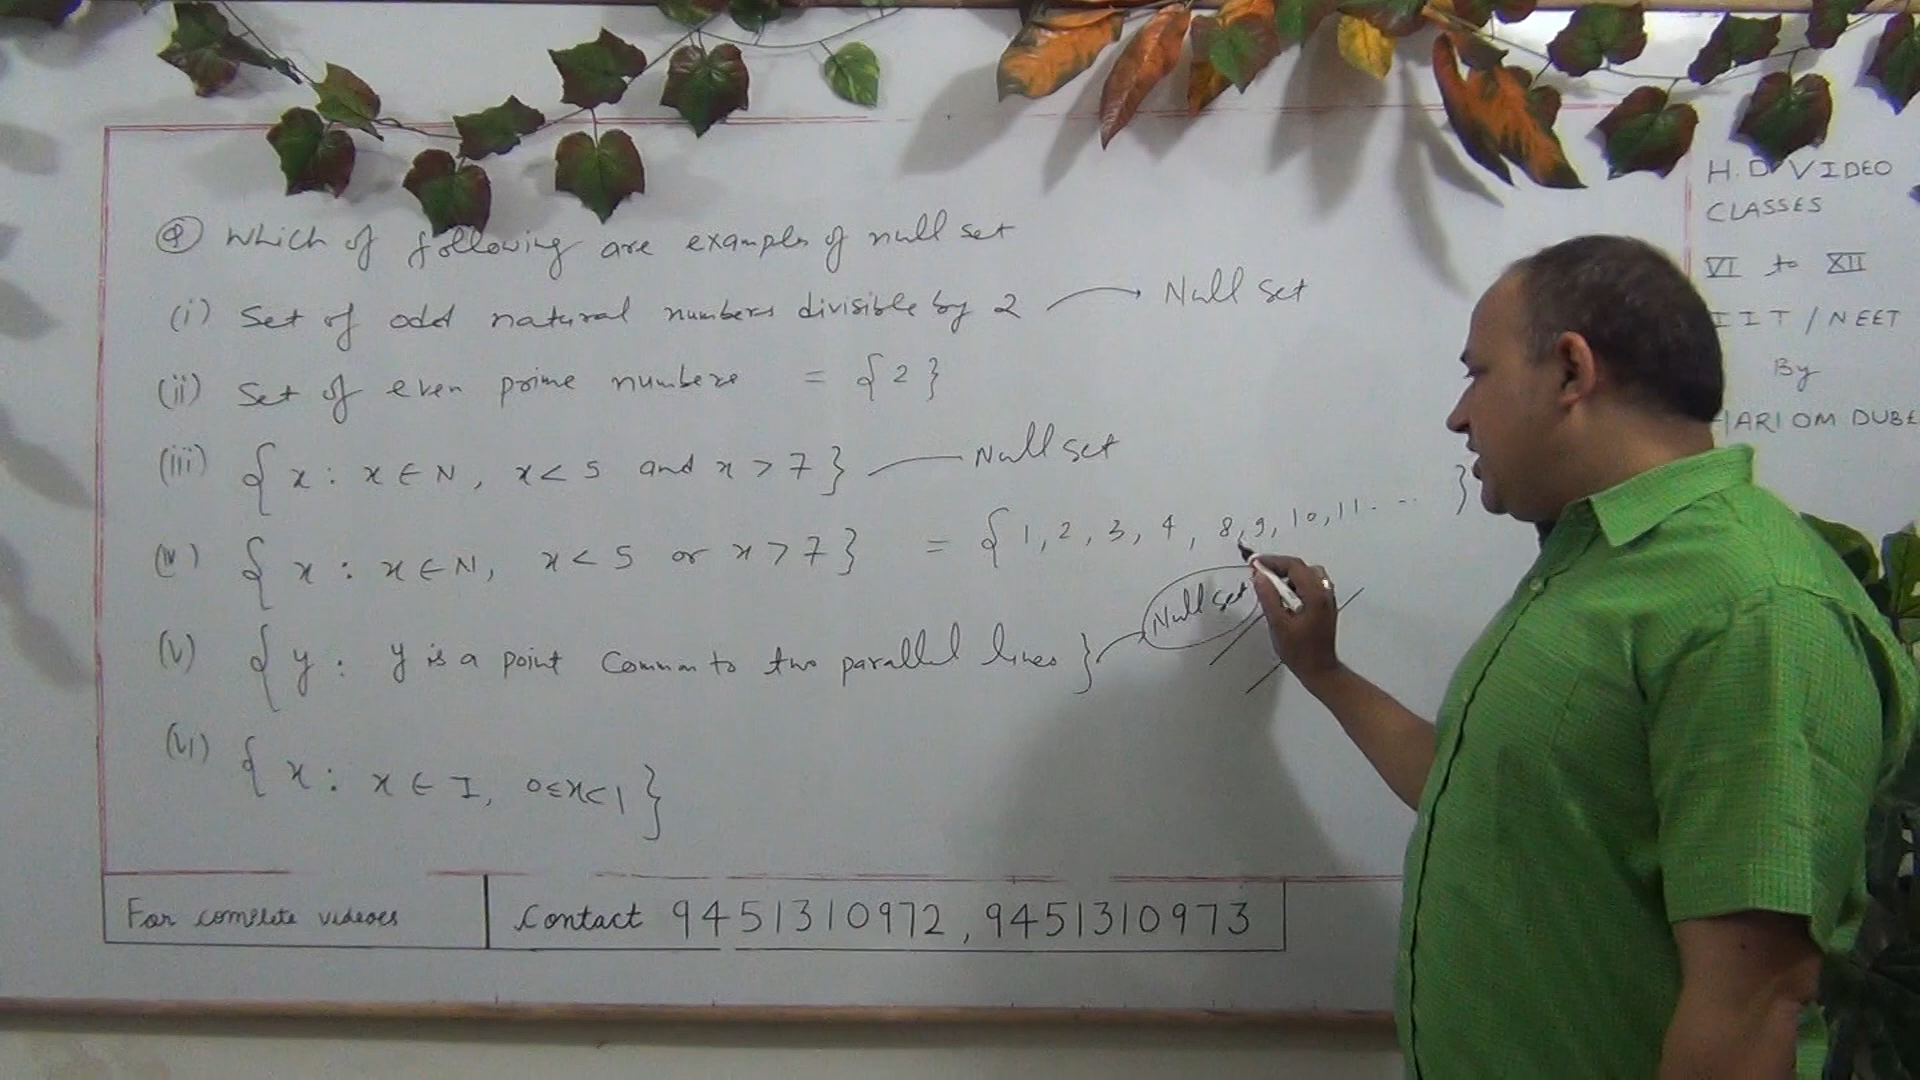 Q Which of following are examples of null set
(i) Set of odd natural numbers divisible by 2 → Null set
(ii) Set of even prime numbers = {2}
(iii) {x : x ∈ N, x < 5 and x > 7} — Null set
(iv) {x : x ∈ N, x < 5 or x > 7} = {1, 2, 3, 4, 8, 9, 10, 11 . . . }
(v) {y : y is a point common to two parallel lines} Null set
(vi) {x : x ∈ I, 0 ≤ x < 1}
For complete videoes
Contact 9451310972, 9451310973
H.D VIDEO
CLASSES
VI to XII
IIT / NEET
By
HARIOM